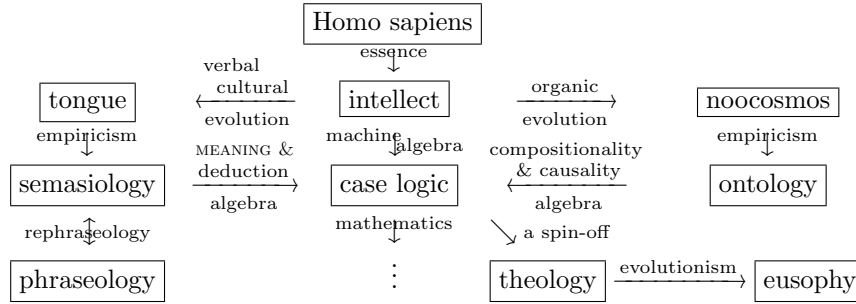 Homo sapiens
essence
verbal
cultural
organic
tongue
intellect
noocosmos
evolution
evolution
empiricism
machine
algebra
empiricism
MEANING &
deduction
compositionality
& causality
semasiology
case logic
ontology
algebra
algebra
rephraseology
mathematics
a spin-off
phraseology
⋮
theology
evolutionism
eusophy